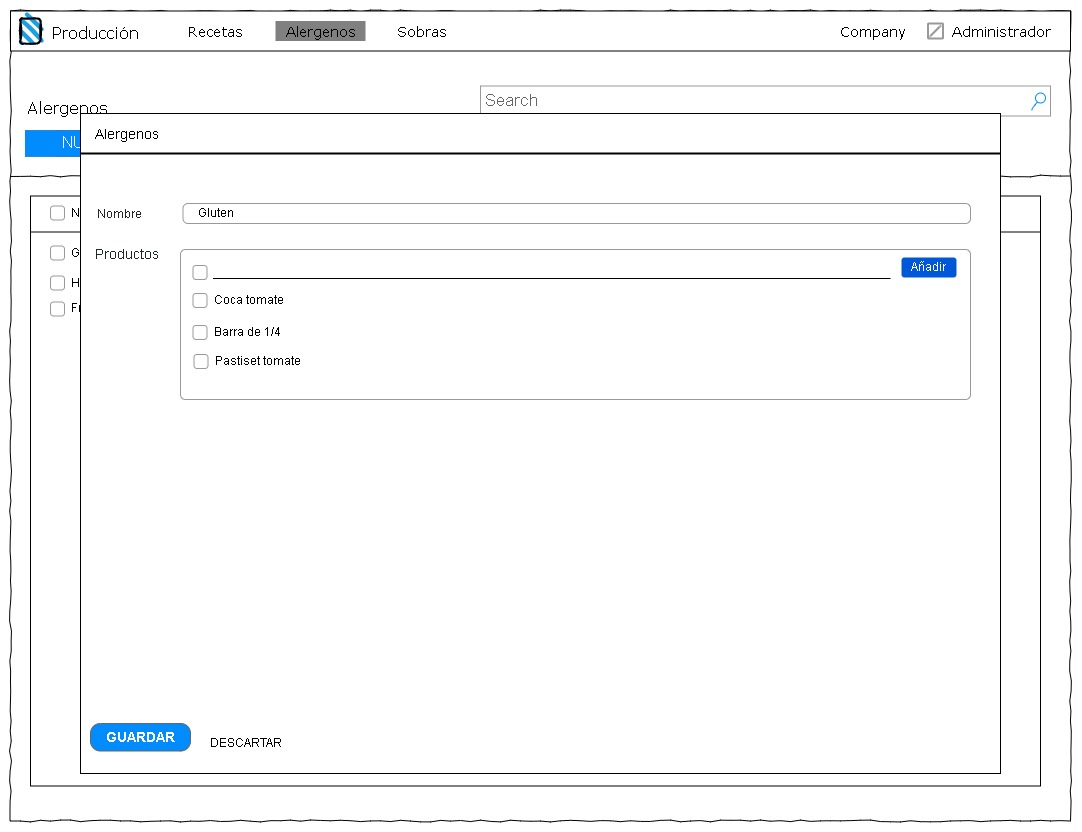 Producción Recetas Alergenos Sobras Company Administrador
Search
Alergenos
NU
Alergenos
N
Nombre Gluten
G
Productos
Añadir
H
Coca tomate
Fr
Barra de 1/4
Pastiset tomate
GUARDAR DESCARTAR